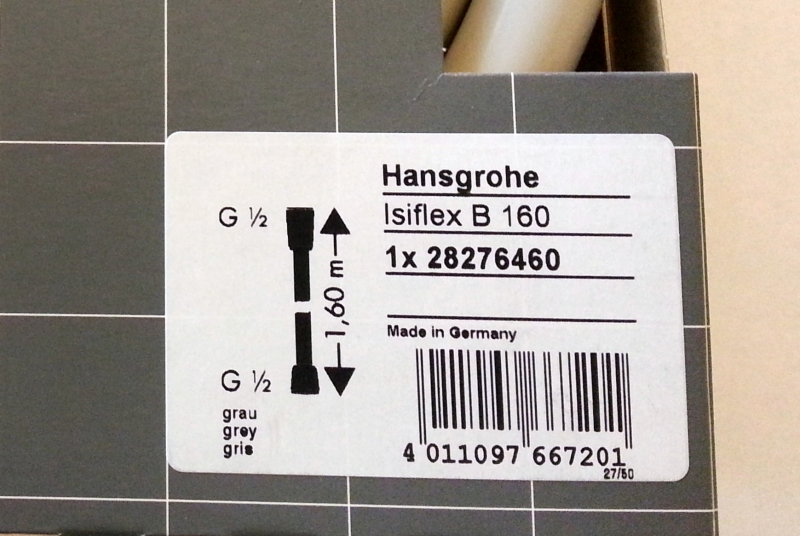 Hansgrohe
Isiflex B 160
1x 28276460
Made in Germany
4 011097 667201
27/50
G ½
1,60 m
G ½
grau
grey
gris